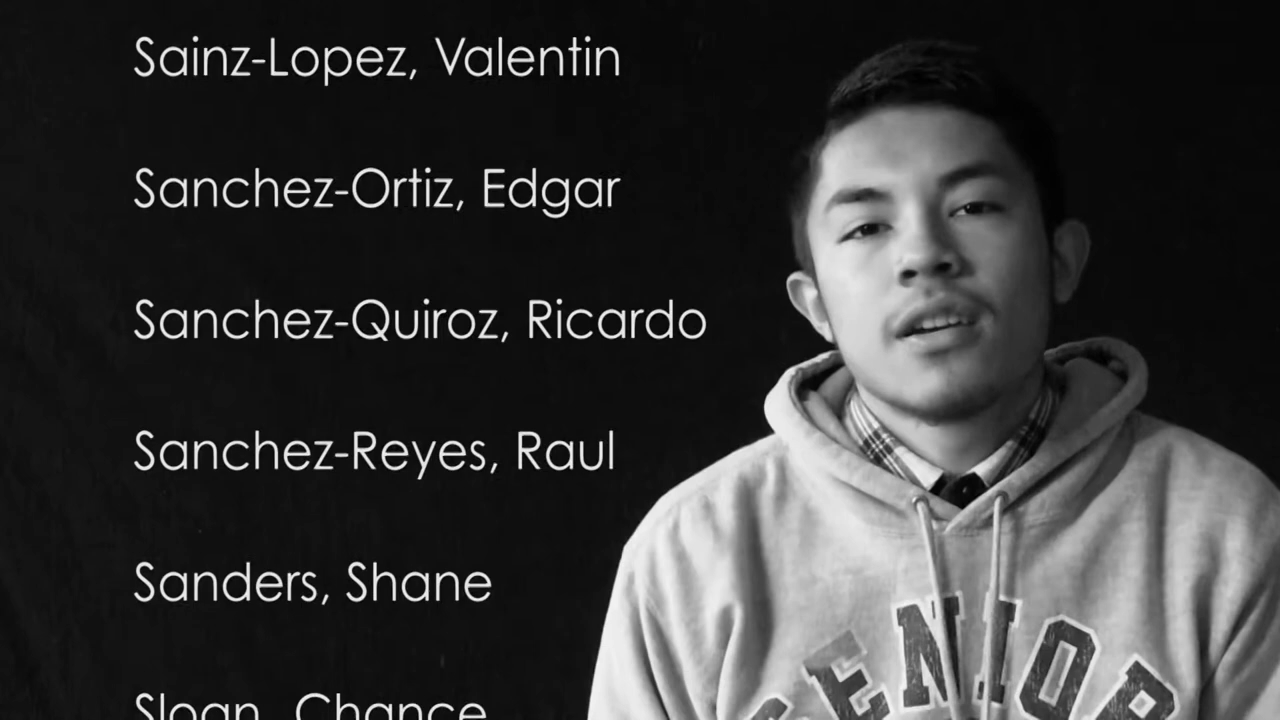 Sainz-Lopez, Valentin
Sanchez-Ortiz, Edgar
Sanchez-Quiroz, Ricardo
Sanchez-Reyes, Raul
Sanders, Shane
Sloan, Chance
SENIOR